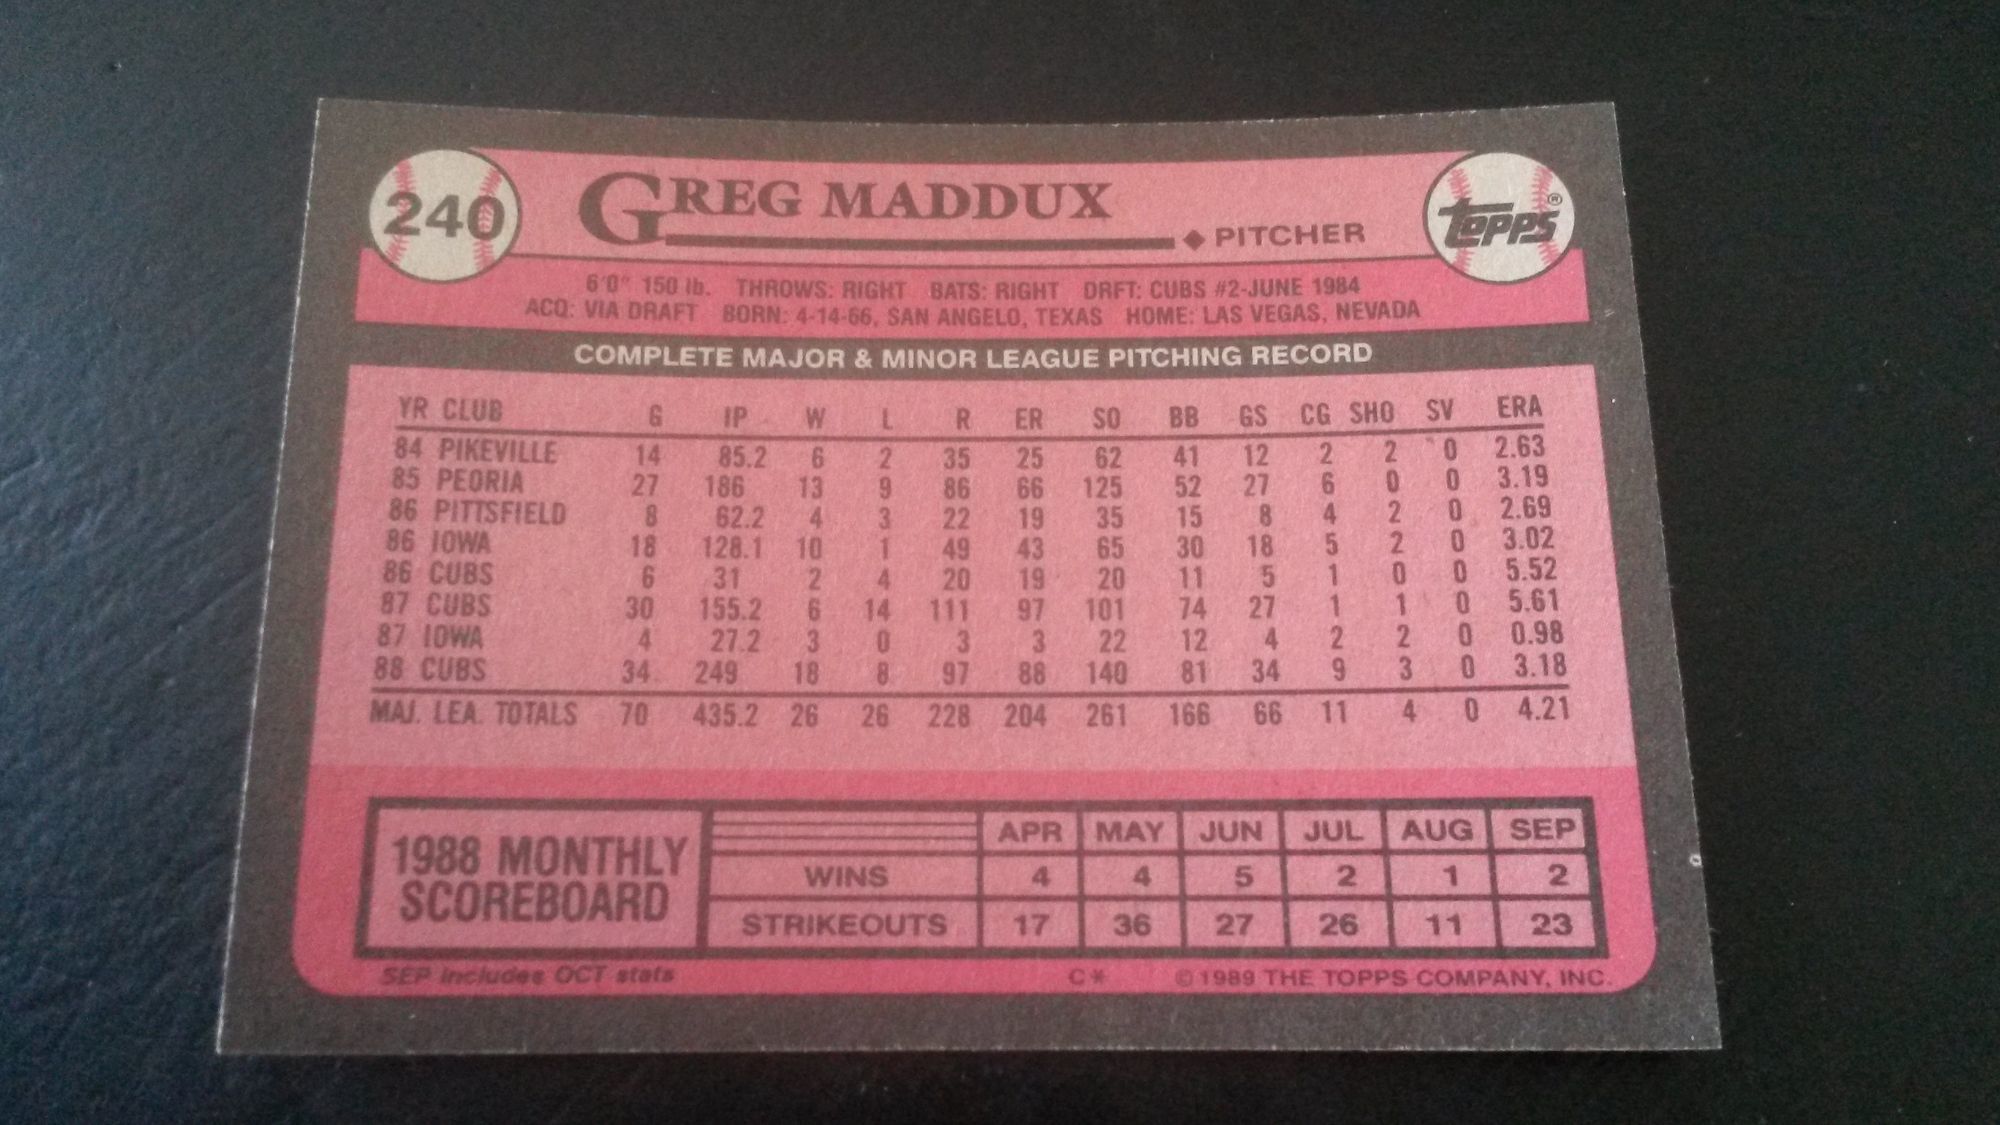 240
GREG MADDUX
◆ PITCHER
TOPPS®
6'0" 150 lb. THROWS: RIGHT BATS: RIGHT DRFT: CUBS #2-JUNE 1984
ACQ: VIA DRAFT BORN: 4-14-66, SAN ANGELO, TEXAS HOME: LAS VEGAS, NEVADA
COMPLETE MAJOR & MINOR LEAGUE PITCHING RECORD
YR CLUB G IP W L R ER SO BB GS CG SHO SV ERA
84 PIKEVILLE 14 85.2 6 2 35 25 62 41 12 2 2 0 2.63
85 PEORIA 27 186 13 9 86 66 125 52 27 6 0 0 3.19
86 PITTSFIELD 8 62.2 4 3 22 19 35 15 8 4 2 0 2.69
86 IOWA 18 128.1 10 1 49 43 65 30 18 5 2 0 3.02
86 CUBS 6 31 2 4 20 19 20 11 5 1 0 0 5.52
87 CUBS 30 155.2 6 14 111 97 101 74 27 1 1 0 5.61
87 IOWA 4 27.2 3 0 3 3 22 12 4 2 2 0 0.98
88 CUBS 34 249 18 8 97 88 140 81 34 9 3 0 3.18
MAJ. LEA. TOTALS 70 435.2 26 26 228 204 261 166 66 11 4 0 4.21
1988 MONTHLY SCOREBOARD
APR MAY JUN JUL AUG SEP
WINS 4 4 5 2 1 2
STRIKEOUTS 17 36 27 26 11 23
SEP includes OCT stats C* © 1989 THE TOPPS COMPANY, INC.